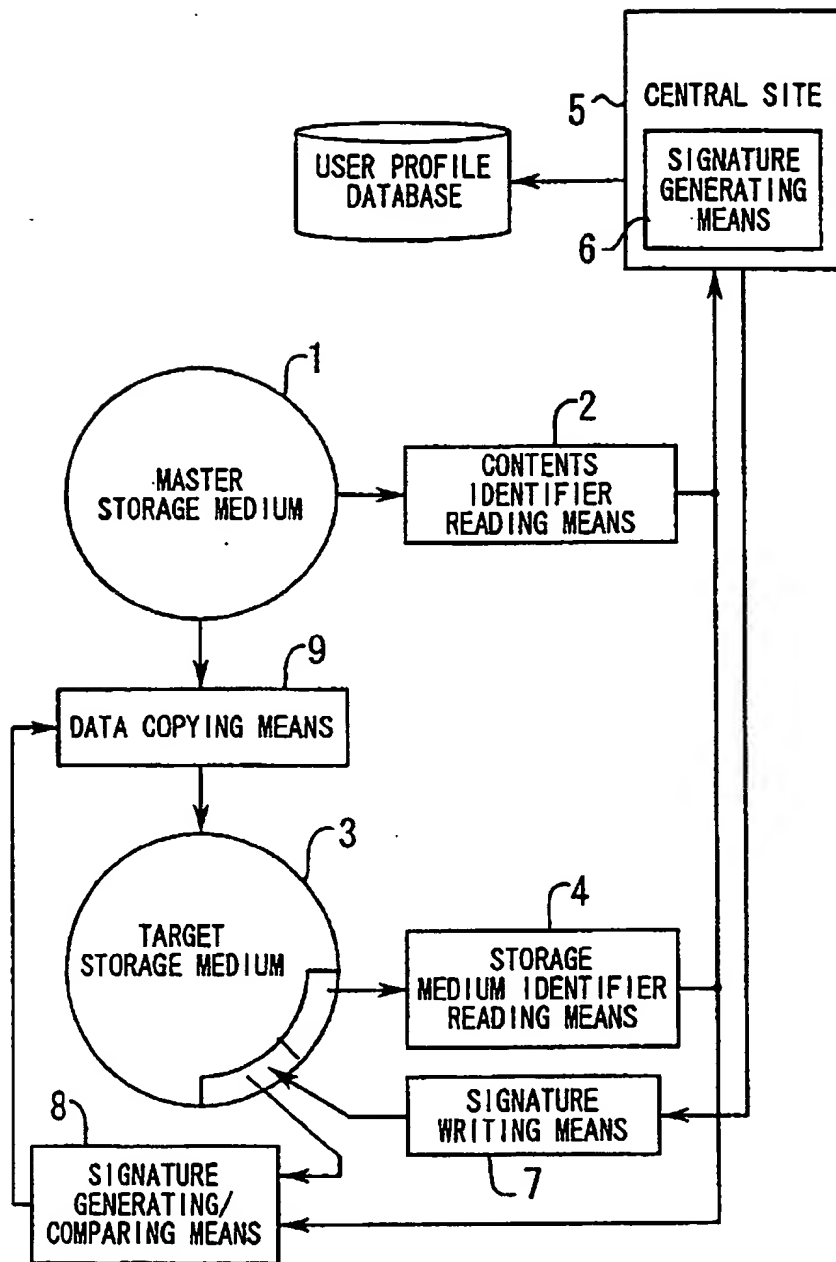 5
CENTRAL SITE
SIGNATURE
GENERATING
MEANS
6
USER PROFILE
DATABASE
1
MASTER
STORAGE MEDIUM
2
CONTENTS
IDENTIFIER
READING MEANS
9
DATA COPYING MEANS
3
TARGET
STORAGE MEDIUM
4
STORAGE
MEDIUM IDENTIFIER
READING MEANS
SIGNATURE
WRITING MEANS
7
8
SIGNATURE
GENERATING/
COMPARING MEANS